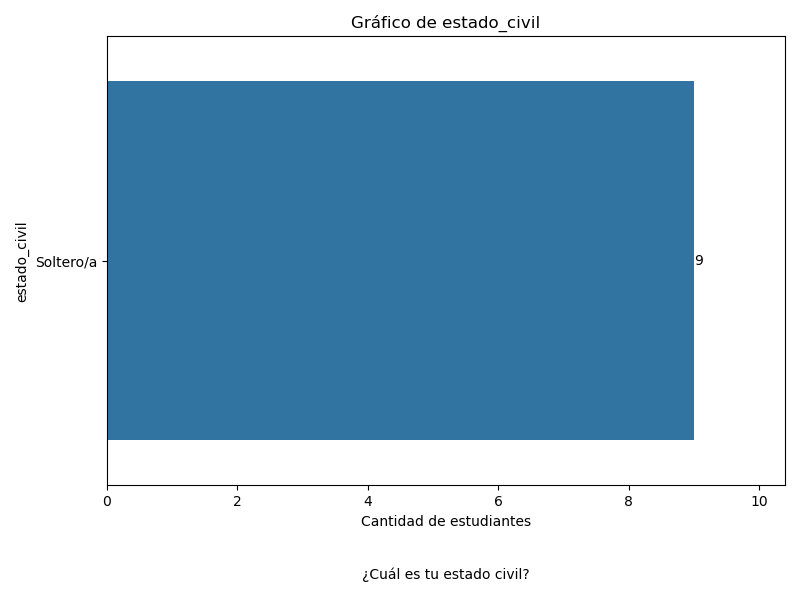 Gráfico de estado_civil
estado_civil
Soltero/a
9
0 2 4 6 8 10
Cantidad de estudiantes
¿Cuál es tu estado civil?